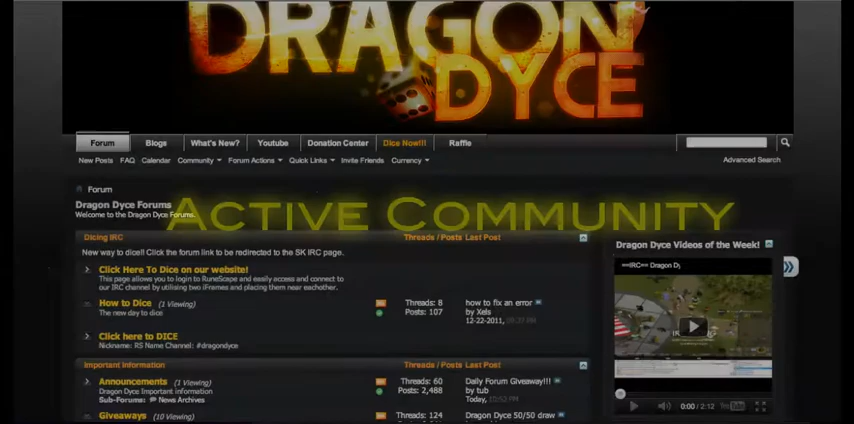 DRAGON
DYCE
Forum Blogs What's New? Youtube Donation Center Dice Now!!! Raffle
New Posts FAQ Calendar Community Forum Actions Quick Links Invite Friends Currency Advanced Search
Forum
Dragon Dyce Forums
Welcome to the Dragon Dyce Forums.
ACTIVE COMMUNITY
Dicing IRC Threads / Posts Last Post
New way to dice!! Click the forum link to be redirected to the SK IRC page.
Click Here To Dice on our website!
This page allows you to login to RuneScape and easily access and connect to
our IRC channel by utilising two iFrames and placing them near eachother.
How to Dice (1 Viewing) Threads: 8 how to fix an error
The new day to dice Posts: 107 by Xels
12-22-2011,
Click here to DICE
Nickname: RS Name Channel: #dragondyce
Important Information Threads / Posts Last Post
Announcements (1 Viewing) Threads: 60 Daily Forum Giveaway!!!
Dragon Dyce Important information Posts: 2,488 by tub
Sub-Forums: News Archives Today, 10:52 PM
Giveaways (10 Viewing) Threads: 124 Dragon Dyce 50/50 draw
Dragon Dyce Videos of the Week!
==IRC== Dragon Dy
0:00 / 2:12 YouTube